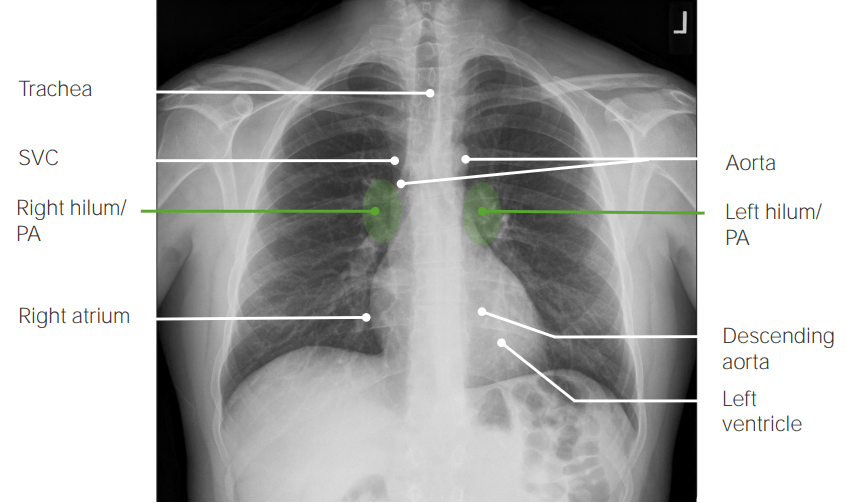 Trachea
SVC
Right hilum/
PA
Right atrium
Aorta
Left hilum/
PA
Descending
aorta
Left
ventricle